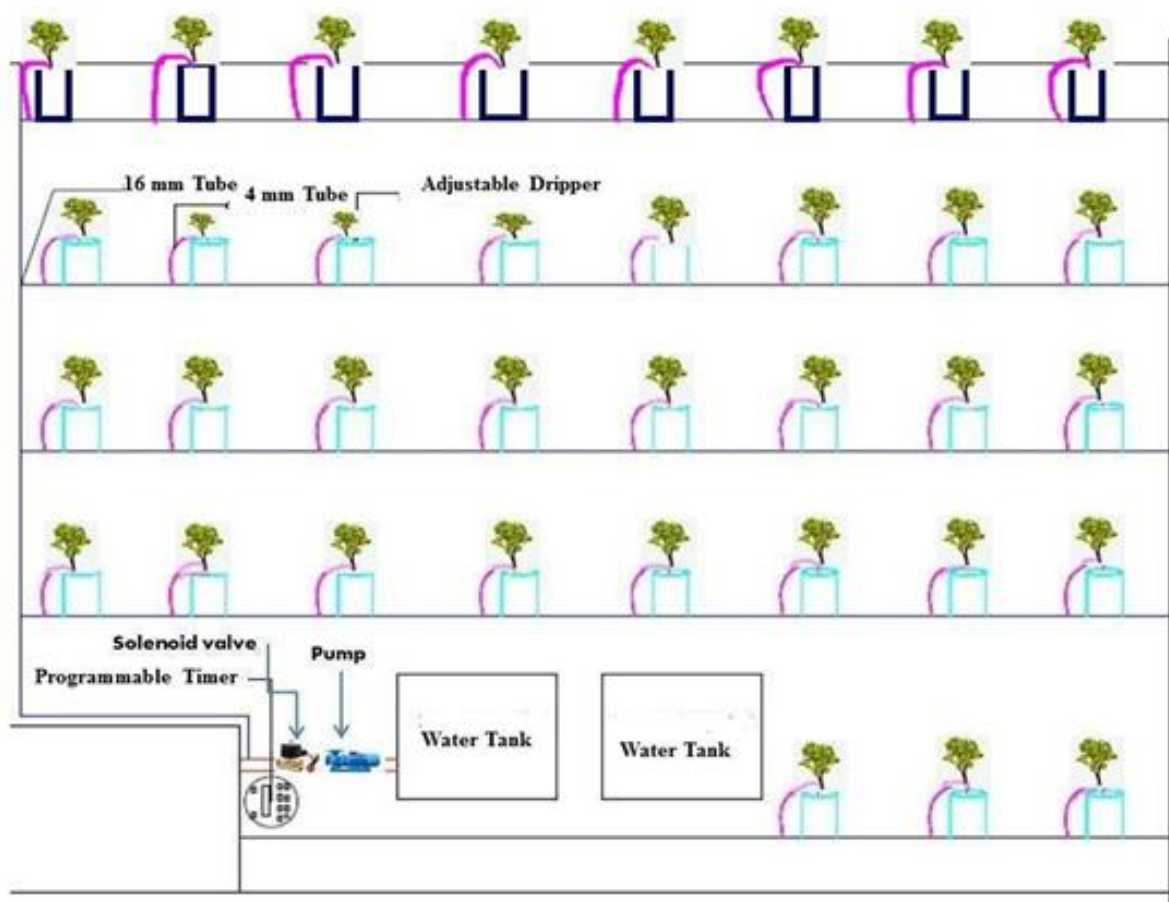 16 mm Tube
4 mm Tube
Adjustable Dripper
Solenoid valve
Pump
Programmable Timer
Water Tank
Water Tank